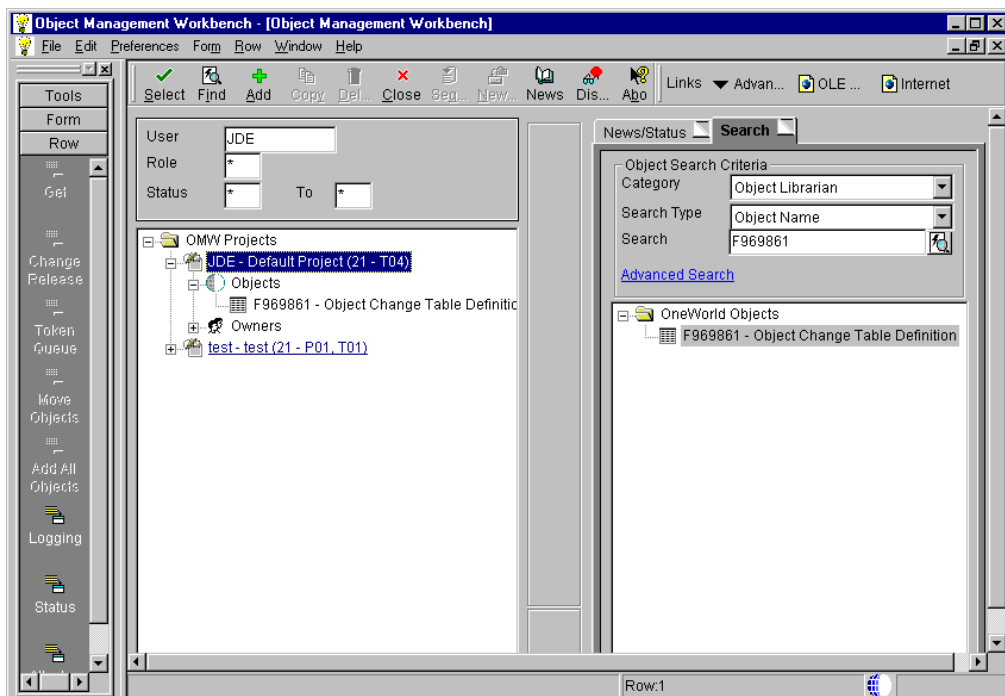 Object Management Workbench - [Object Management Workbench]
File Edit Preferences Form Row Window Help
Select Find Add Copy Del... Close Seq... New... News Dis... Abo Links Advan... OLE ... Internet
Tools
Form
Row
Get
Change
Release
Token
Queue
Move
Objects
Add All
Objects
Logging
Status
User JDE
Role *
Status * To *
OMW Projects
JDE - Default Project (21 - T04)
Objects
F969861 - Object Change Table Definitic
Owners
test - test (21 - P01, T01)
News/Status Search
Object Search Criteria
Category Object Librarian
Search Type Object Name
Search F969861
Advanced Search
OneWorld Objects
F969861 - Object Change Table Definition
Row:1